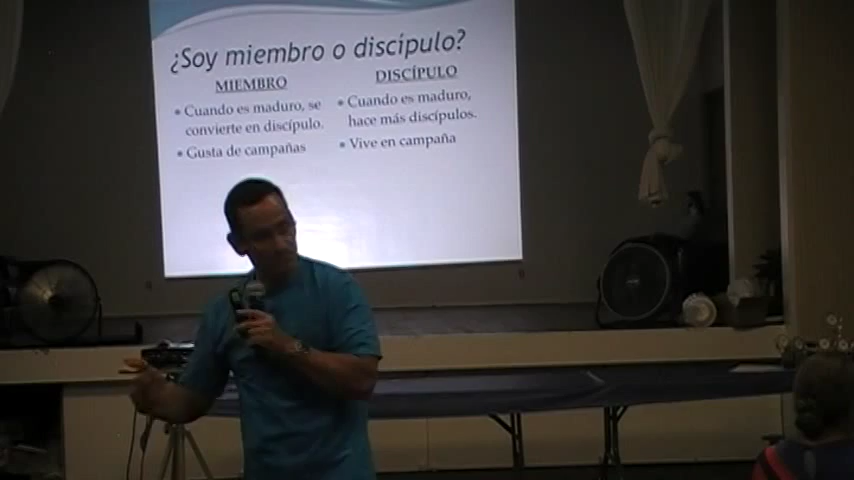 ¿Soy miembro o discípulo?
MIEMBRO
• Cuando es maduro, se
convierte en discípulo.
• Gusta de campañas
DISCÍPULO
• Cuando es maduro,
hace más discípulos.
• Vive en campaña